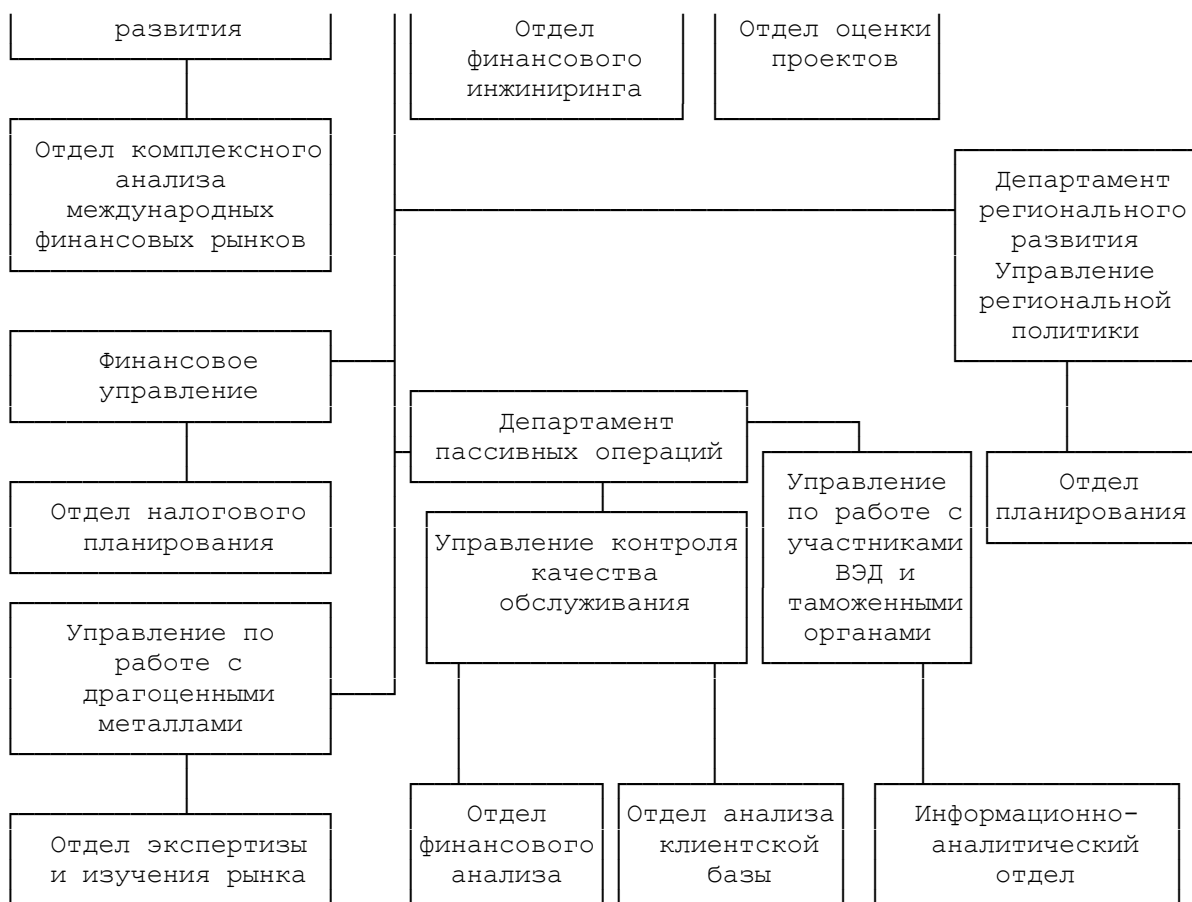 развития
Отдел
финансового
инжиниринга
Отдел оценки
проектов
Отдел комплексного
анализа
международных
финансовых рынков
Департамент
регионального
развития
Управление
региональной
политики
Финансовое
управление
Департамент
пассивных операций
Отдел налогового
планирования
Управление контроля
качества
обслуживания
Управление
по работе с
участниками
ВЭД и
таможенными
органами
Отдел
планирования
Управление по
работе с
драгоценными
металлами
Отдел экспертизы
и изучения рынка
Отдел
финансового
анализа
Отдел анализа
клиентской
базы
Информационно-
аналитический
отдел